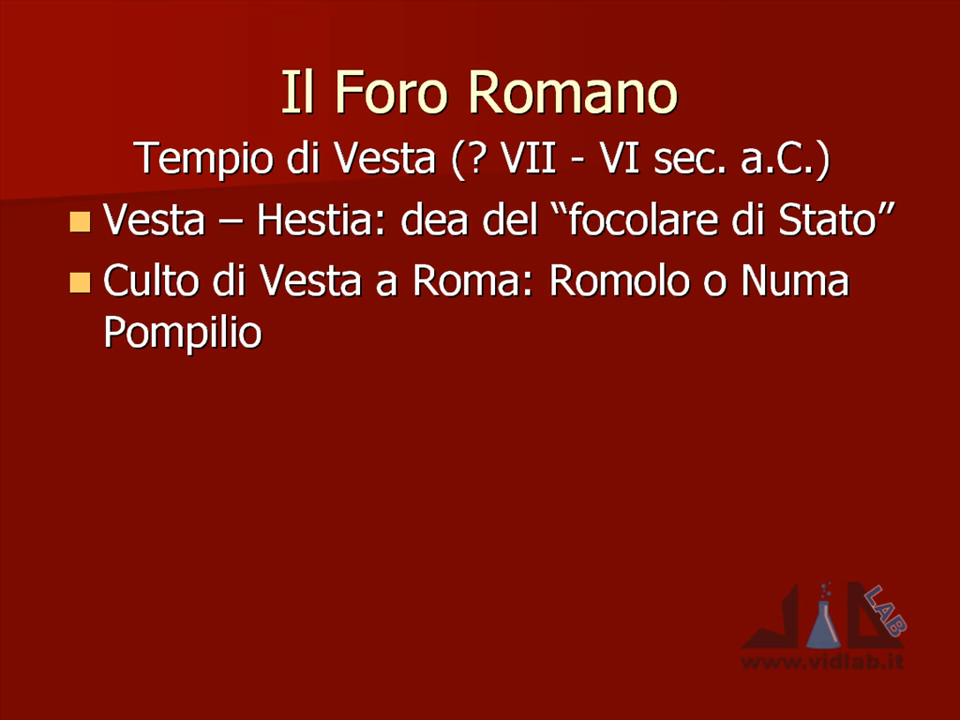 Il Foro Romano
Tempio di Vesta (? VII - VI sec. a.C.)
Vesta – Hestia: dea del “focolare di Stato”
Culto di Vesta a Roma: Romolo o Numa
Pompilio
LAB
www.vidlab.it